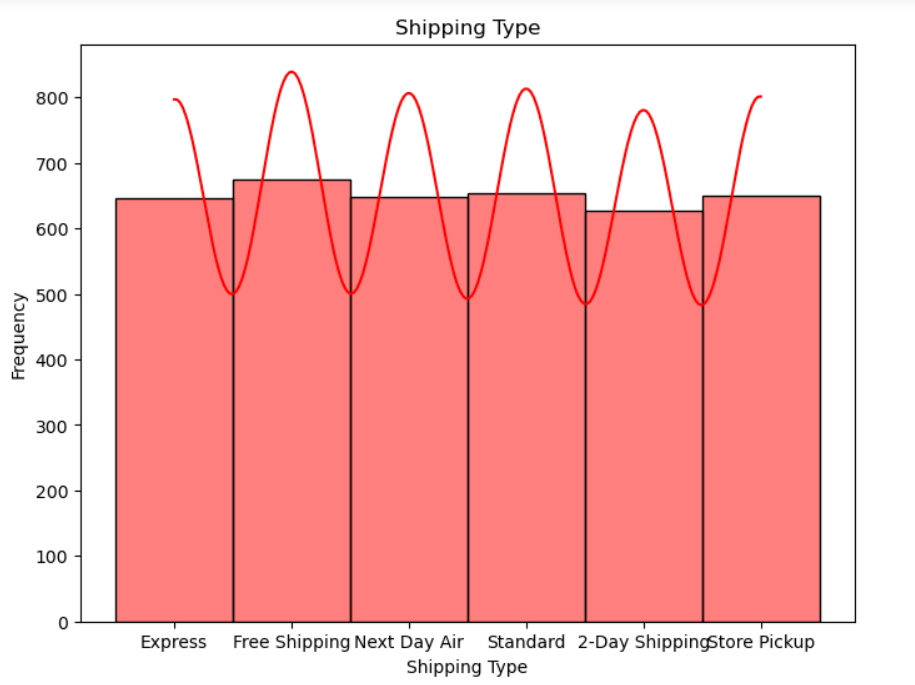 Shipping Type
800
700
600
500
400
300
200
100
0
Frequency
Express Free Shipping Next Day Air Standard 2-Day Shipping Store Pickup
Shipping Type